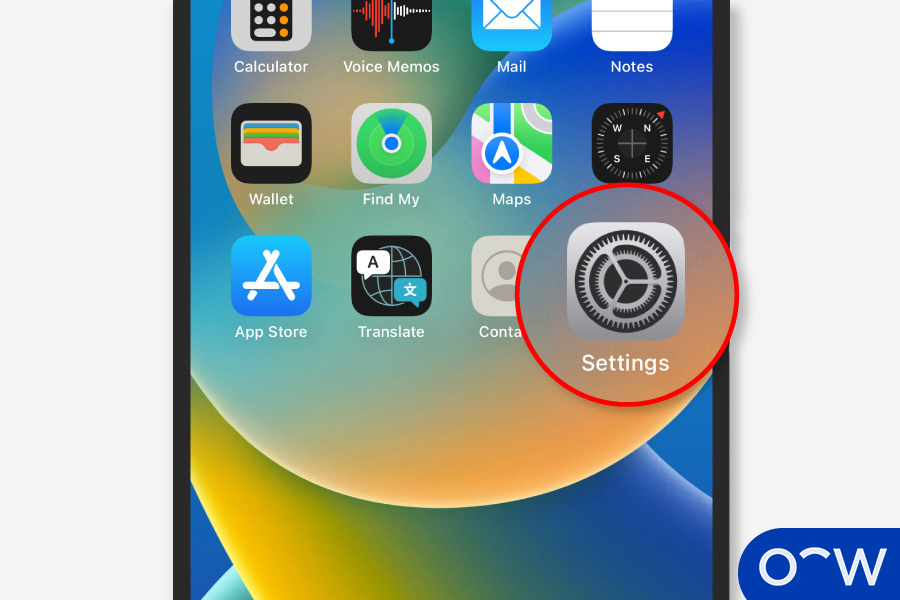 Calculator
Voice Memos
Mail
Notes
W
N
S
E
Wallet
Find My
Maps
A
文
App Store
Translate
Conta
Settings